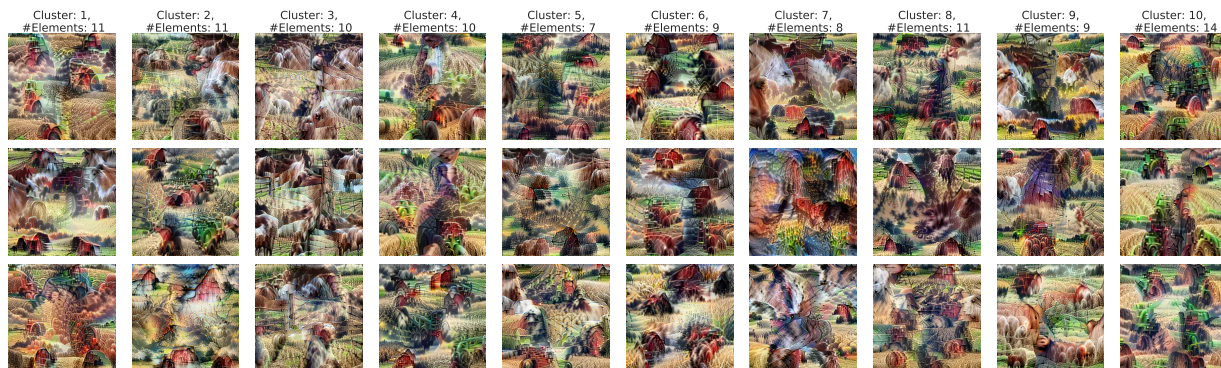 Cluster: 1,
#Elements: 11
Cluster: 2,
#Elements: 11
Cluster: 3,
#Elements: 10
Cluster: 4,
#Elements: 10
Cluster: 5,
#Elements: 7
Cluster: 6,
#Elements: 9
Cluster: 7,
#Elements: 8
Cluster: 8,
#Elements: 11
Cluster: 9,
#Elements: 9
Cluster: 10,
#Elements: 14